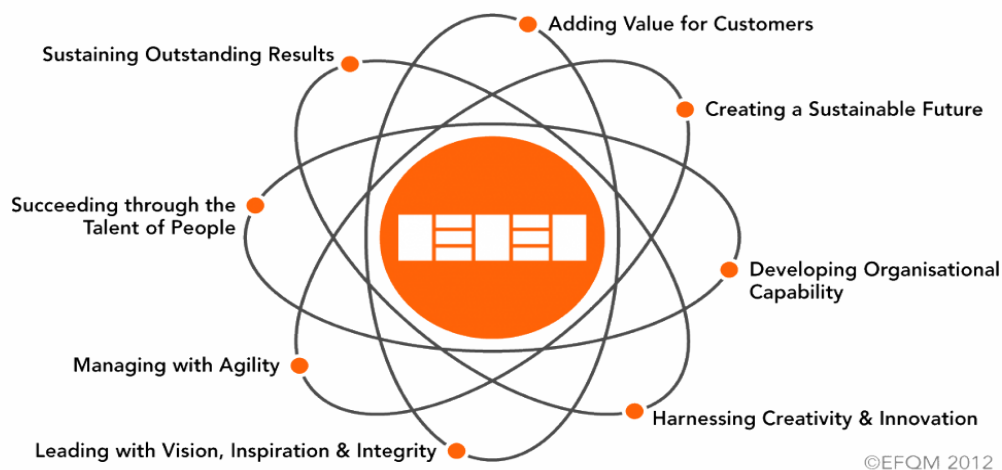 Adding Value for Customers
Sustaining Outstanding Results
Creating a Sustainable Future
Succeeding through the
Talent of People
Developing Organisational
Capability
Managing with Agility
Harnessing Creativity & Innovation
Leading with Vision, Inspiration & Integrity
©EFQM 2012